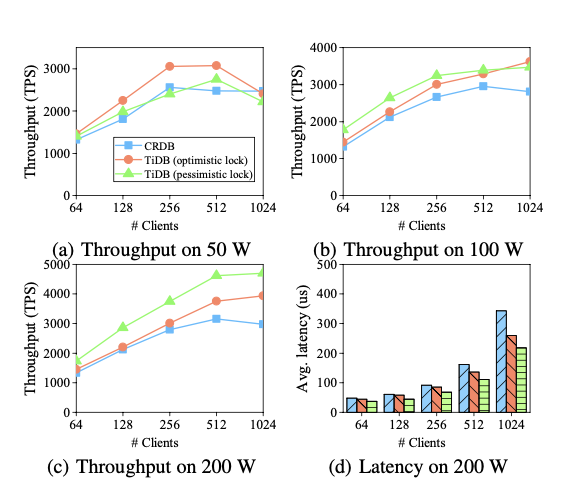 3000
2000
1000
0
Throughput (TPS)
CRDB
TiDB (optimistic lock)
TiDB (pessimistic lock)
64 128 256 512 1024
# Clients
(a) Throughput on 50 W
4000
3000
2000
1000
0
Throughput (TPS)
64 128 256 512 1024
# Clients
(b) Throughput on 100 W
5000
4000
3000
2000
1000
0
Throughput (TPS)
64 128 256 512 1024
# Clients
(c) Throughput on 200 W
500
400
300
200
100
0
Avg. latency (us)
64 128 256 512 1024
# Clients
(d) Latency on 200 W